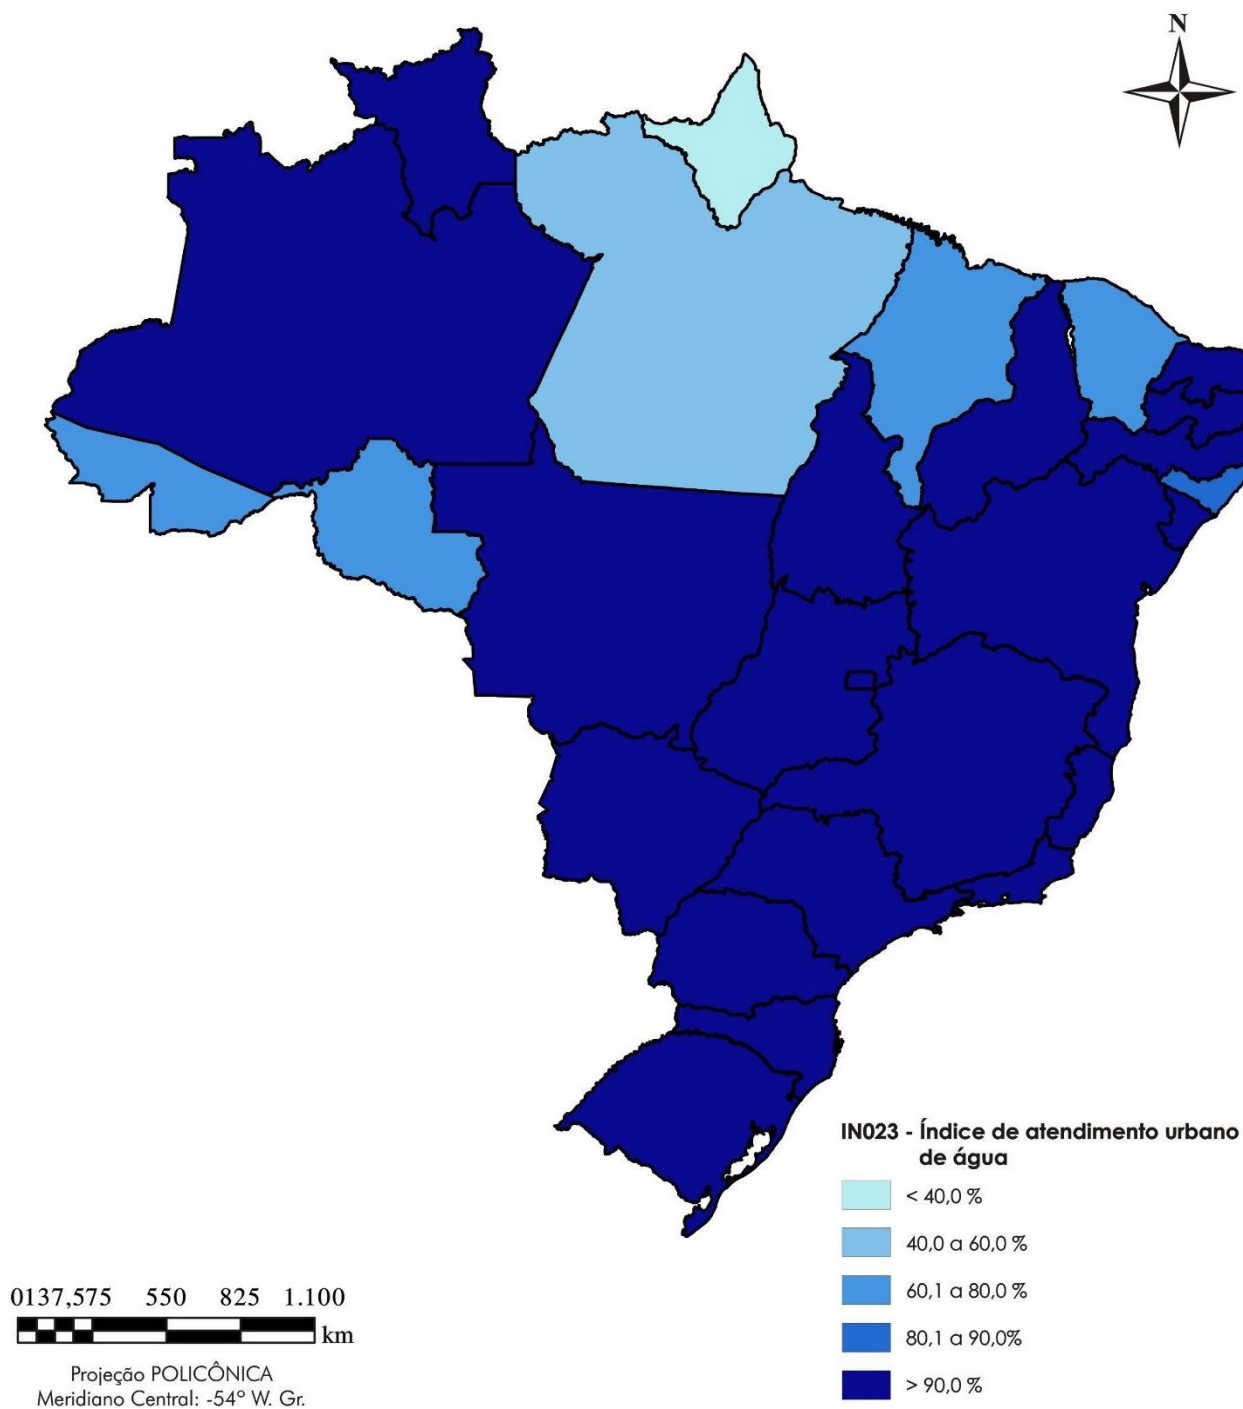 N
IN023 - Índice de atendimento urbano
de água
< 40,0 %
40,0 a 60,0 %
60,1 a 80,0 %
80,1 a 90,0%
> 90,0 %
0137,575 550 825 1.100
km
Projeção POLICÔNICA
Meridiano Central: -54º W. Gr.